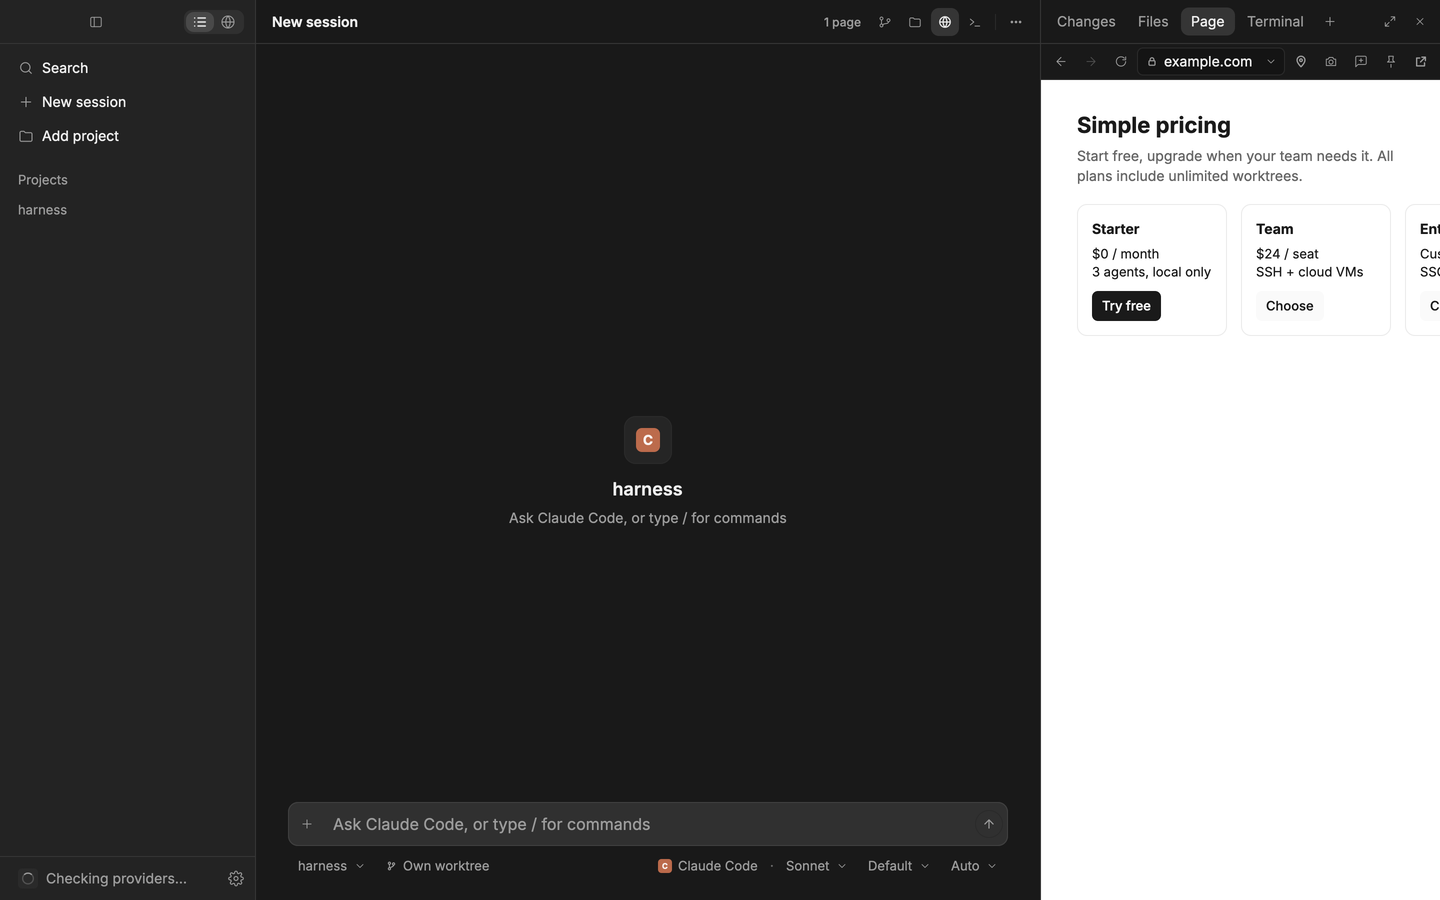 New session
1 page
Changes
Files
Page
Terminal
Search
New session
Add project
Projects
harness
example.com
Simple pricing
Start free, upgrade when your team needs it. All
plans include unlimited worktrees.
Starter
$0 / month
3 agents, local only
Try free
Team
$24 / seat
SSH + cloud VMs
Choose
Ent
Cus
C
C
harness
Ask Claude Code, or type / for commands
Ask Claude Code, or type / for commands
harness
Own worktree
C Claude Code · Sonnet
Default
Auto
Checking providers...